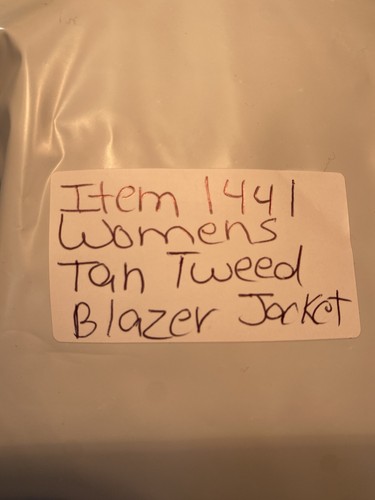 Item 1441
Womens
Tan Tweed
Blazer Jacket